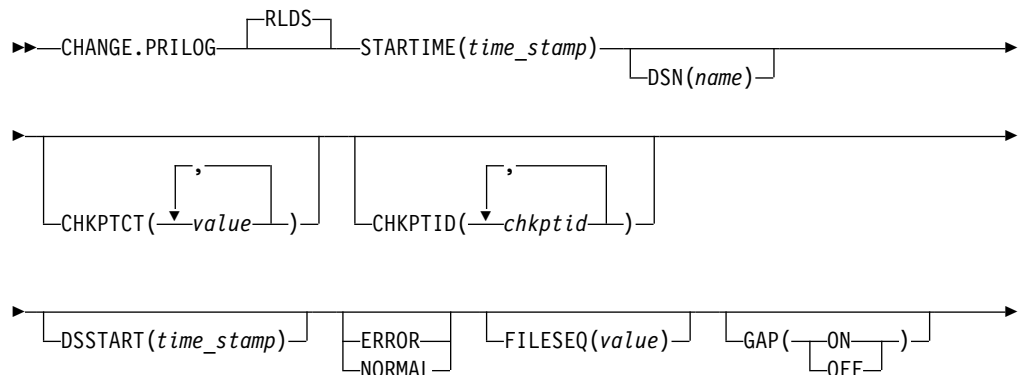 RLDS
►►—CHANGE.PRILOG STARTIME(time_stamp)
DSN(name)
, ,
CHKPTCT( value ) CHKPTID( chkptid )
DSSTART(time_stamp) ERROR FILESEQ(value) GAP( ON )
NORMAL OFF